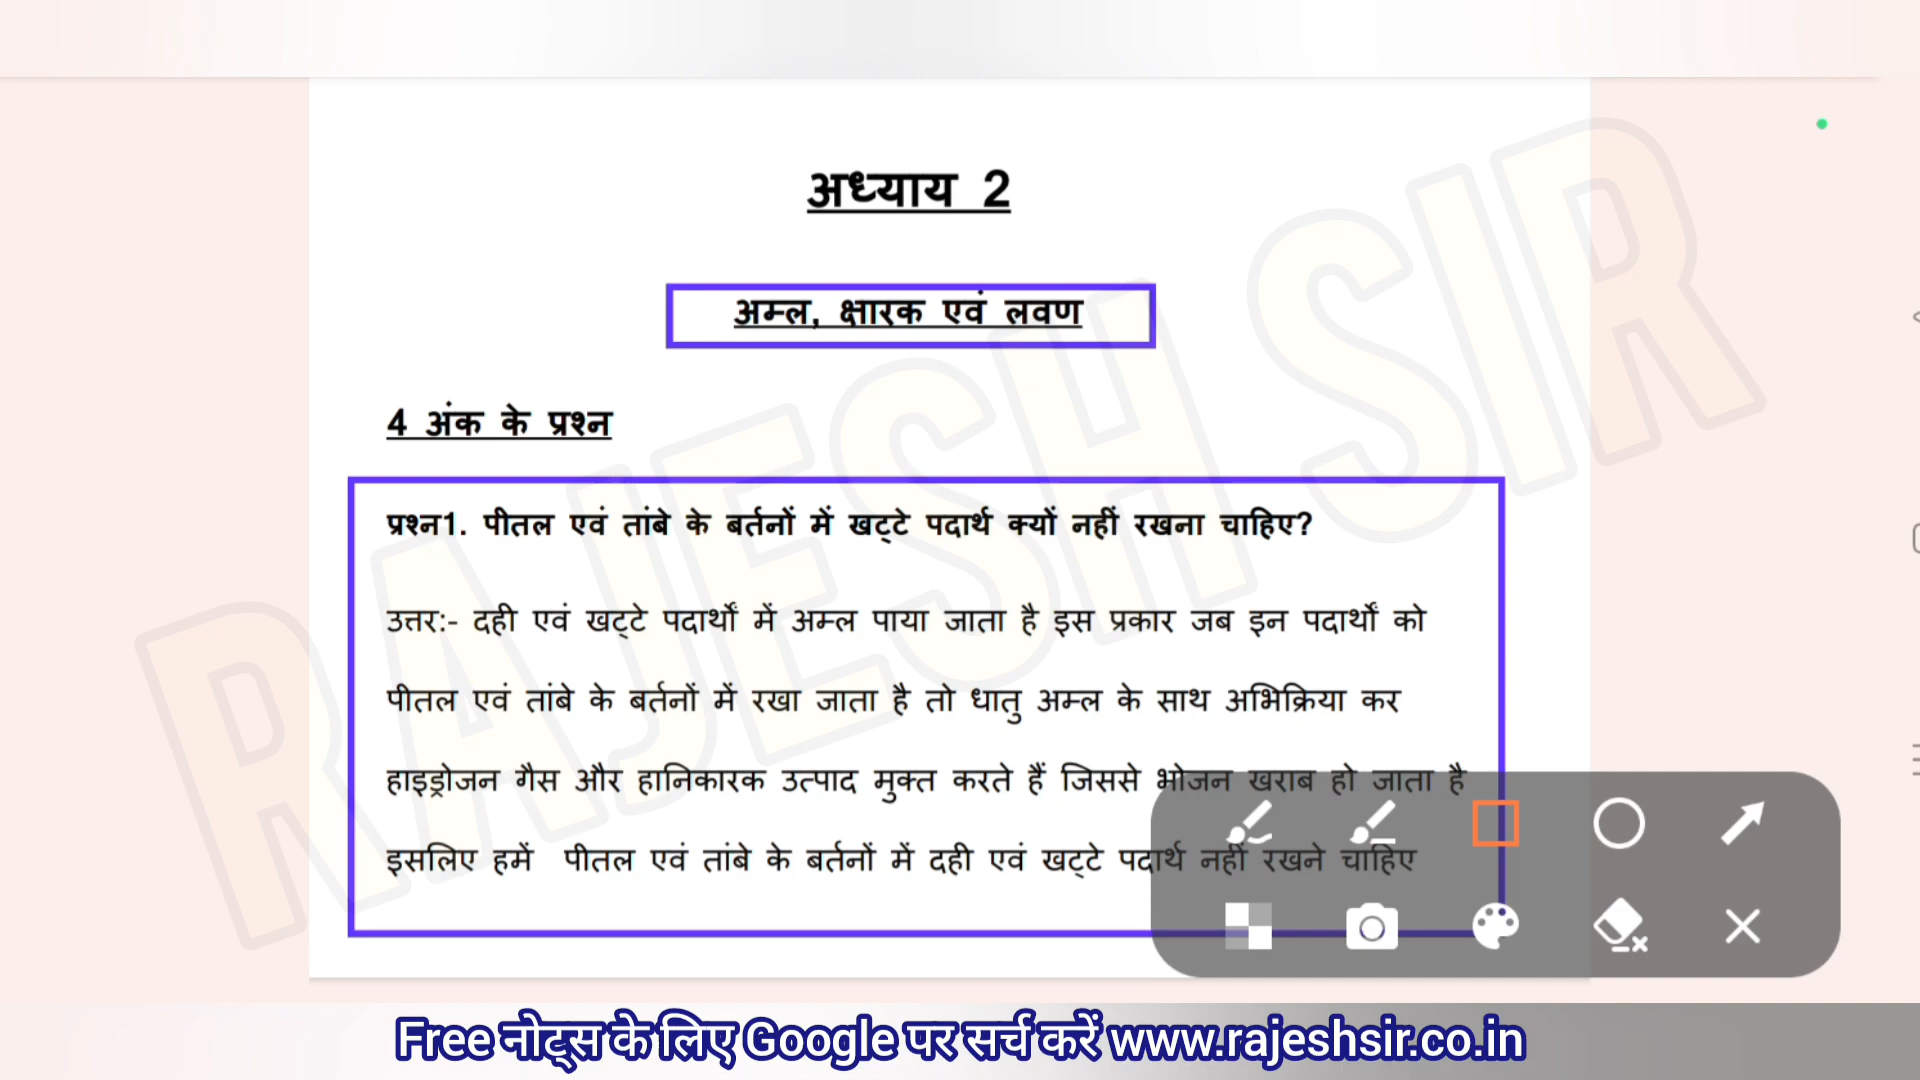 अध्याय 2
अम्ल, क्षारक एवं लवण
4 अंक के प्रश्न
प्रश्न1. पीतल एवं तांबे के बर्तनों में खट्टे पदार्थ क्यों नहीं रखना चाहिए?
उत्तर:- दही एवं खट्टे पदार्थों में अम्ल पाया जाता है इस प्रकार जब इन पदार्थों को
पीतल एवं तांबे के बर्तनों में रखा जाता है तो धातु अम्ल के साथ अभिक्रिया कर
हाइड्रोजन गैस और हानिकारक उत्पाद मुक्त करते हैं जिससे भोजन खराब हो जाता है
इसलिए हमें पीतल एवं तांबे के बर्तनों में दही एवं खट्टे पदार्थ नहीं रखने चाहिए
RAJESH SIR
Free नोट्स के लिए Google पर सर्च करें www.rajeshsir.co.in